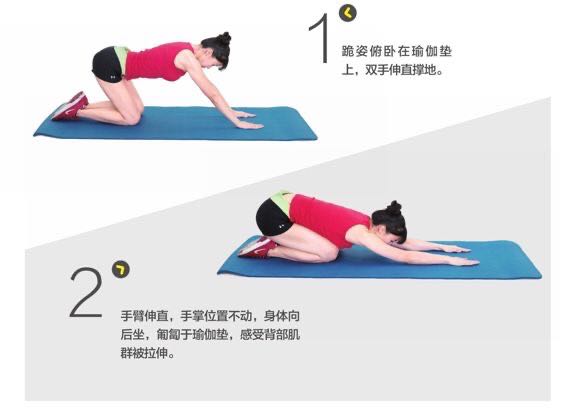 1
跪姿俯卧在瑜伽垫
上，双手伸直撑地。
2
手臂伸直，手掌位置不动，身体向
后坐，匍匐于瑜伽垫，感受背部肌
群被拉伸。